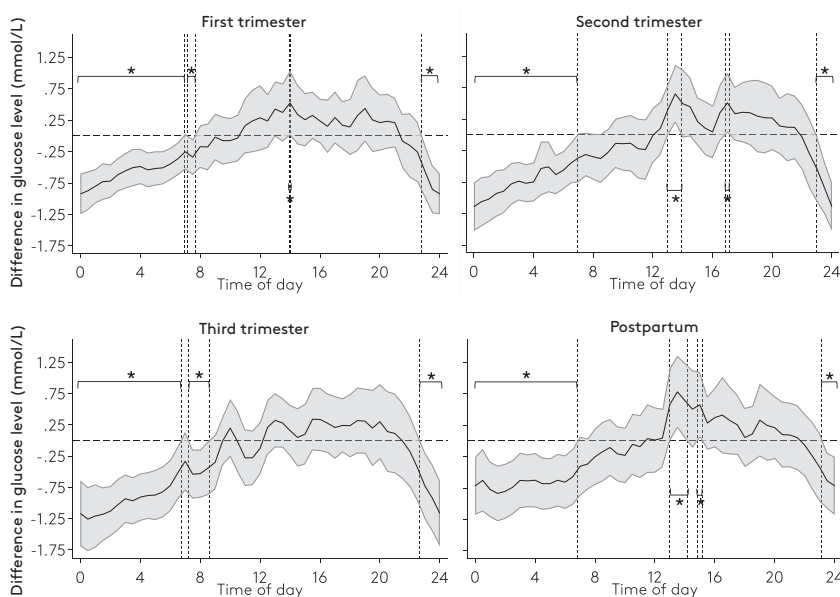 First trimester
Second trimester
Difference in glucose level (mmol/L)
1.25
.75
.25
-.25
-.75
-1.25
-1.75
* * * *
* * * *
0 4 8 12 16 20 24
0 4 8 12 16 20 24
Time of day
Time of day
Third trimester
Postpartum
Difference in glucose level (mmol/L)
1.25
.75
.25
-.25
-.75
-1.25
-1.75
* * *
* * * *
0 4 8 12 16 20 24
0 4 8 12 16 20 24
Time of day
Time of day